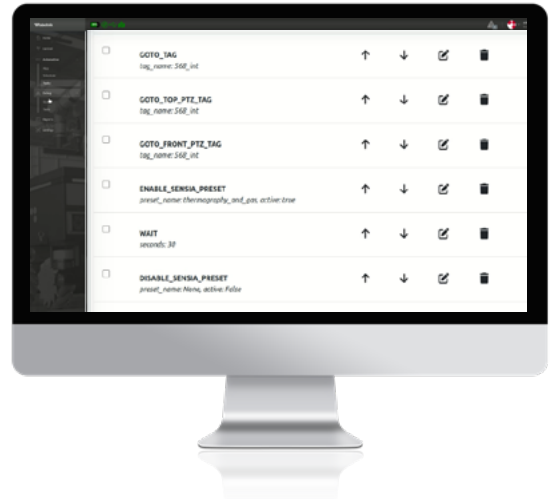 GOTO_TAG
tag_name: 568_int
GOTO_TOP_PTZ_TAG
tag_name: 568_int
GOTO_FRONT_PTZ_TAG
tag_name: 568_int
ENABLE_SENSIA_PRESET
preset_name: thermography_and_gas, active: true
WAIT
seconds: 30
DISABLE_SENSIA_PRESET
preset_name: None, active: False